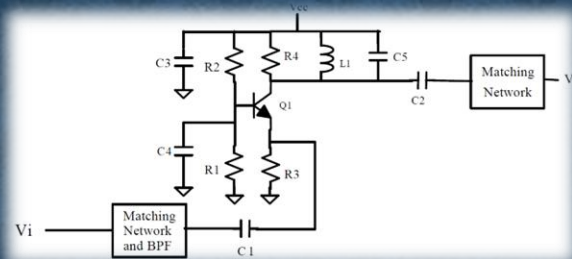 Vcc
C3
R2
R4
L1
C5
Matching
Network
V
C2
Q1
C4
R1
R3
Matching
Network
and BPF
Vi
C1